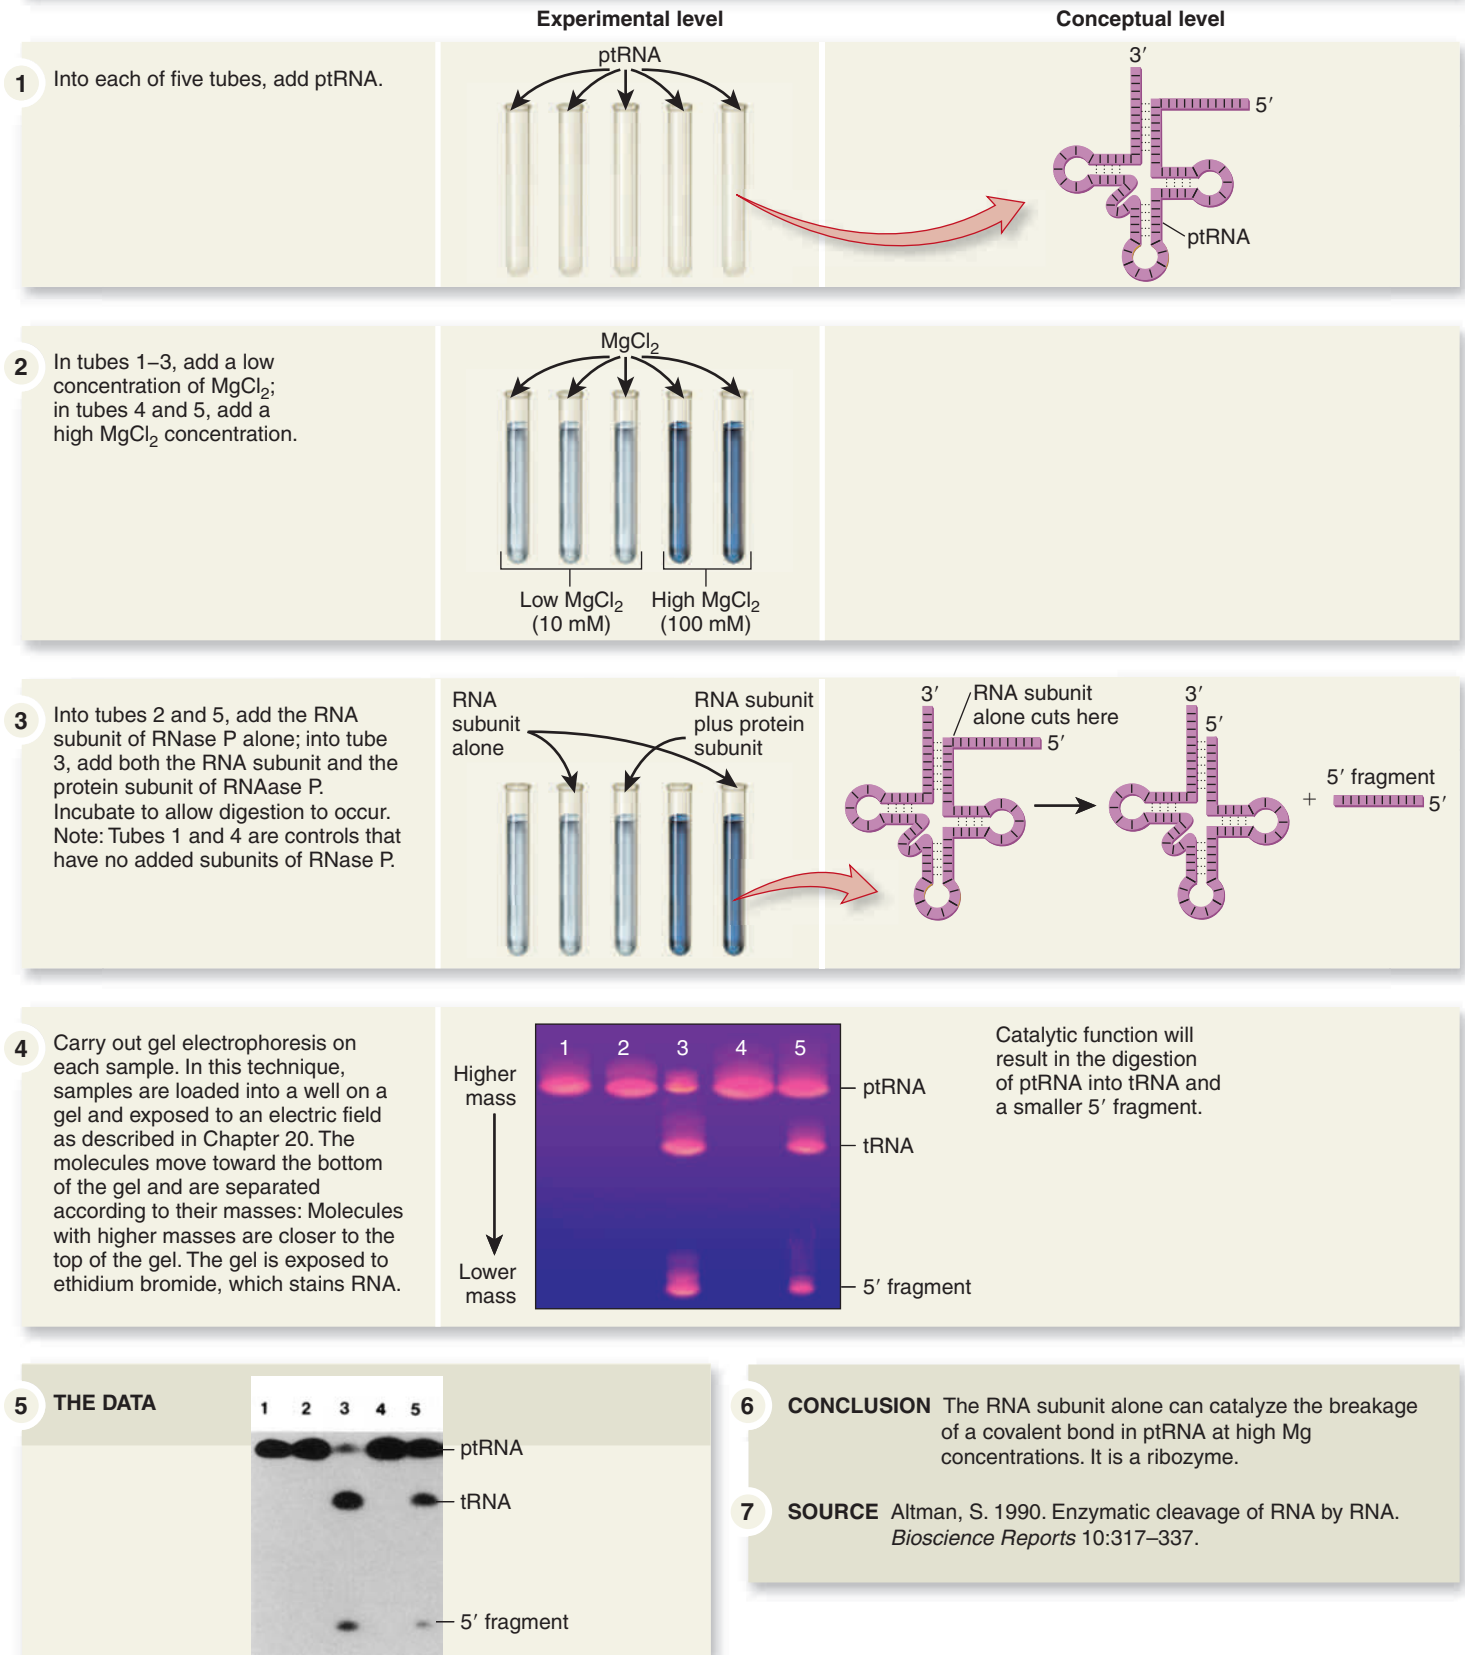 Experimental level
Conceptual level
1
Into each of five tubes, add ptRNA.
ptRNA
3′
5′
ptRNA
2
In tubes 1–3, add a low
concentration of MgCl₂;
in tubes 4 and 5, add a
high MgCl₂ concentration.
MgCl₂
Low MgCl₂
(10 mM)
High MgCl₂
(100 mM)
3
Into tubes 2 and 5, add the RNA
subunit of RNase P alone; into tube
3, add both the RNA subunit and the
protein subunit of RNAase P.
Incubate to allow digestion to occur.
Note: Tubes 1 and 4 are controls that
have no added subunits of RNase P.
RNA
subunit
alone
RNA subunit
plus protein
subunit
3′
RNA subunit
alone cuts here
5′
3′
5′
+
5′ fragment
5′
4
Carry out gel electrophoresis on
each sample. In this technique,
samples are loaded into a well on a
gel and exposed to an electric field
as described in Chapter 20. The
molecules move toward the bottom
of the gel and are separated
according to their masses: Molecules
with higher masses are closer to the
top of the gel. The gel is exposed to
ethidium bromide, which stains RNA.
Higher
mass
Lower
mass
1 2 3 4 5
ptRNA
tRNA
5′ fragment
Catalytic function will
result in the digestion
of ptRNA into tRNA and
a smaller 5′ fragment.
5
THE DATA
1 2 3 4 5
ptRNA
tRNA
5′ fragment
6
CONCLUSION The RNA subunit alone can catalyze the breakage
of a covalent bond in ptRNA at high Mg
concentrations. It is a ribozyme.
7
SOURCE Altman, S. 1990. Enzymatic cleavage of RNA by RNA.
Bioscience Reports 10:317–337.